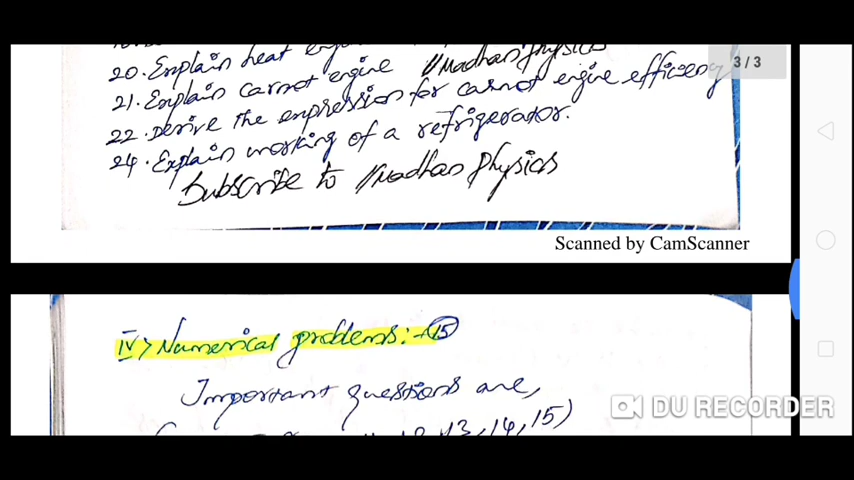 20. Explain heat
3/3
21. Explain carnot engine //Madhan physics
22. Derive the expression for carnot engine efficiency
24. Explain working of a refrigerator.
Subscribe to //Madhan physics
Scanned by CamScanner
IV> Numerical problems:- 15
Important questions are,
DU RECORDER
13, 14, 15)